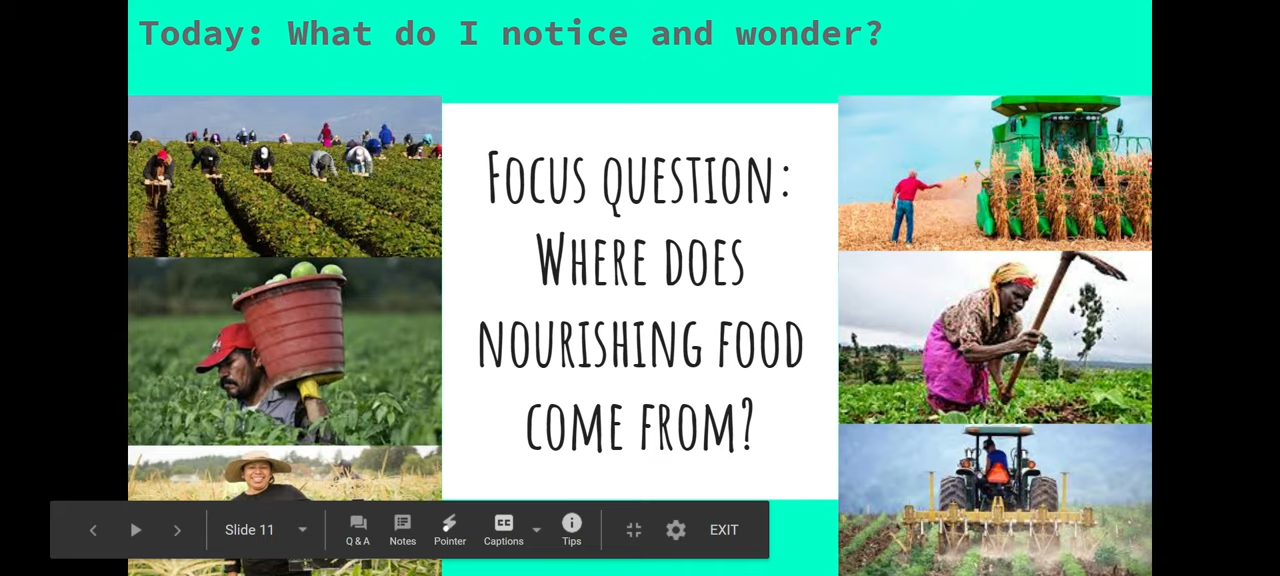 Today: What do I notice and wonder?
Focus question:
Where does
nourishing food
come from?
Slide 11
Q & A
Notes
Pointer
CC
Captions
Tips
EXIT